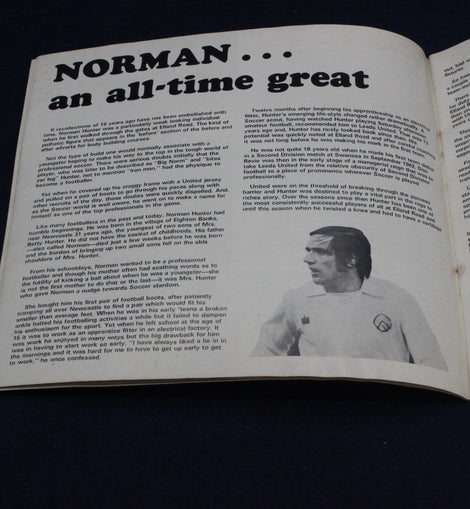 NORMAN . . .
an all-time great
If recollections of 16 years ago have not been embellished with
time, Norman Hunter was a particularly weak looking individual
when he first walked through the gates at Elland Road. The kind of
pathetic figure that appears in the 'before' section of the before and
after adverts for body building courses.
Not the type of build one would normally associate with a
youngster hoping to make his way to the top in the tough world of
professional soccer. There were serious doubts initially that the
player, who was later to be described as "Big Norm" and "bites
yer leg" Hunter, not to mention "iron man," had the physique to
become a footballer.
Yet when he covered up his scraggy frame with a United jersey
and pulled on a pair of boots to go through his paces along with
other recruits of the day, those doubts were quickly dispelled. And,
as the Soccer world is well aware, he went on to make a name for
himself as one of the top professionals in the game.
Like many footballers in the past and today, Norman Hunter had
humble beginnings. He was born in the village of Eighton Banks,
near Newcastle 31 years ago, the youngest of two sons of Mrs.
Betty Hunter. He did not have the easiest of childhoods. His father
—also called Norman—died just a few weeks before he was born
and the burden of bringing up two small sons fell on the able
shoulders of Mrs. Hunter.
From his schooldays, Norman wanted to be a professional
footballer and though his mother often had scathing words as to
the futility of kicking a ball about when he was a youngster—she
is not the first mother to do that or the last—it was Mrs. Hunter
who gave Norman a nudge towards Soccer stardom.
She bought him his first pair of football boots, after patiently
tramping all over Newcastle to find a pair which would fit his
smaller than average feet. When he was in his early 'teens a broken
ankle halted his footballing activities a while but it failed to dampen
his enthusiasm for the sport. Yet when he left school at the age of
15 it was to work as an apprentice fitter in an electrical factory. It
was work he enjoyed in many ways but the big drawback for him
was in having to start work so early. "I have always liked a lie in in
the mornings and it was hard for me to have to get up early to get
to work," he once confessed.
Twelve months after beginning his apprenticeship as an electrical
fitter, Hunter's emerging life-style changed rather dramatically. A
Soccer scout, having watched Hunter playing Saturday afternoon
amateur football, recommended him to Leeds United. That was 15
years ago and, Hunter has rarely looked back since. His great
potential was quickly noted at Elland Road and after turning pro
it was not long before he was making his mark in the first team.
He was not quite 19 years old when he made his first team debut
in a Second Division match at Swansea in September 1962. Don
Revie was then in the early stage of a managerial reign that was to
take Leeds United from the relative obscurity of Second Division
football to a place of prominence wherever Soccer is played
professionally.
United were on the threshold of breaking through the success
barrier and Hunter was destined to play a vital part in the rags to
riches story. Over the seasons since then Hunter has been one of
the most consistently successful players of all at Elland Road and
until this season when he twisted a knee and had to have a cartilage